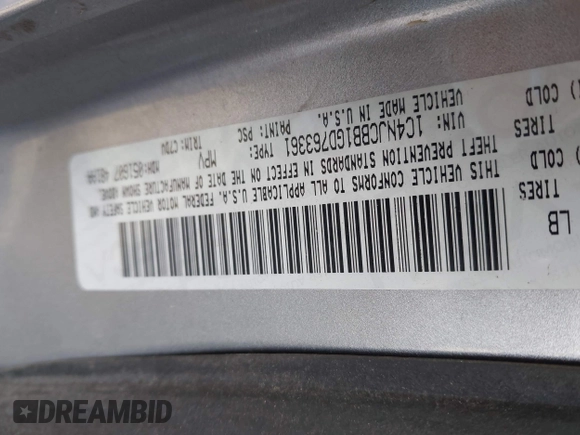 THIS VEHICLE CONFORMS TO ALL APPLICABLE U.S.A. FEDERAL MOTOR VEHICLE SAFETY AND
THEFT PREVENTION STANDARDS IN EFFECT ON THE DATE OF MANUFACTURE SHOWN ABOVE.
VIN: 1C4NJCBB1GD763361 TYPE: MPV
VEHICLE MADE IN U.S.A. PAINT: PSC TRIM:
LB
TIRES
) COLD
TIRES
) COLD
DREAMBID